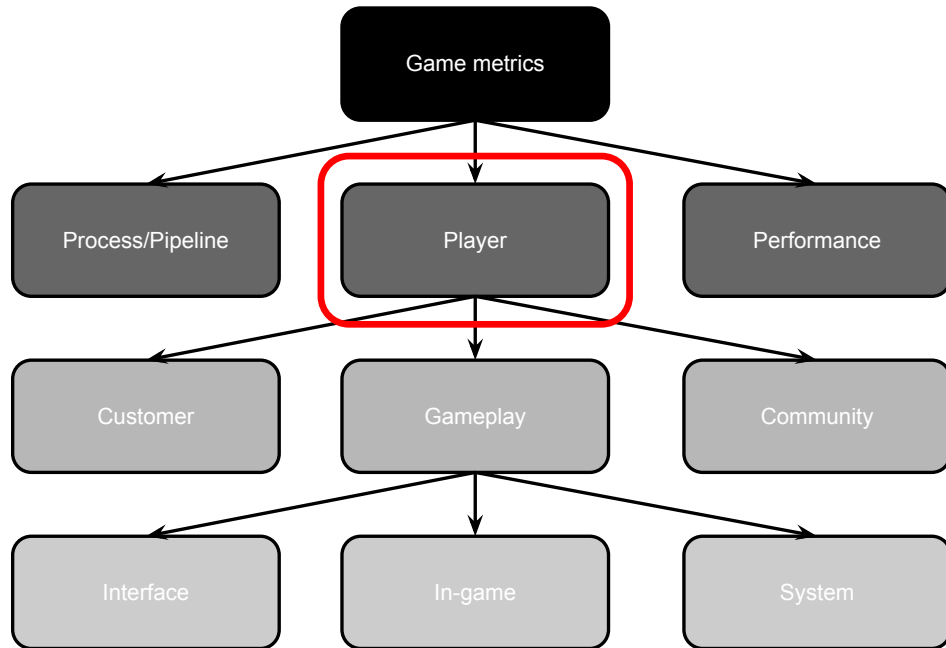 Game metrics
Process/Pipeline
Player
Performance
Customer
Gameplay
Community
Interface
In-game
System